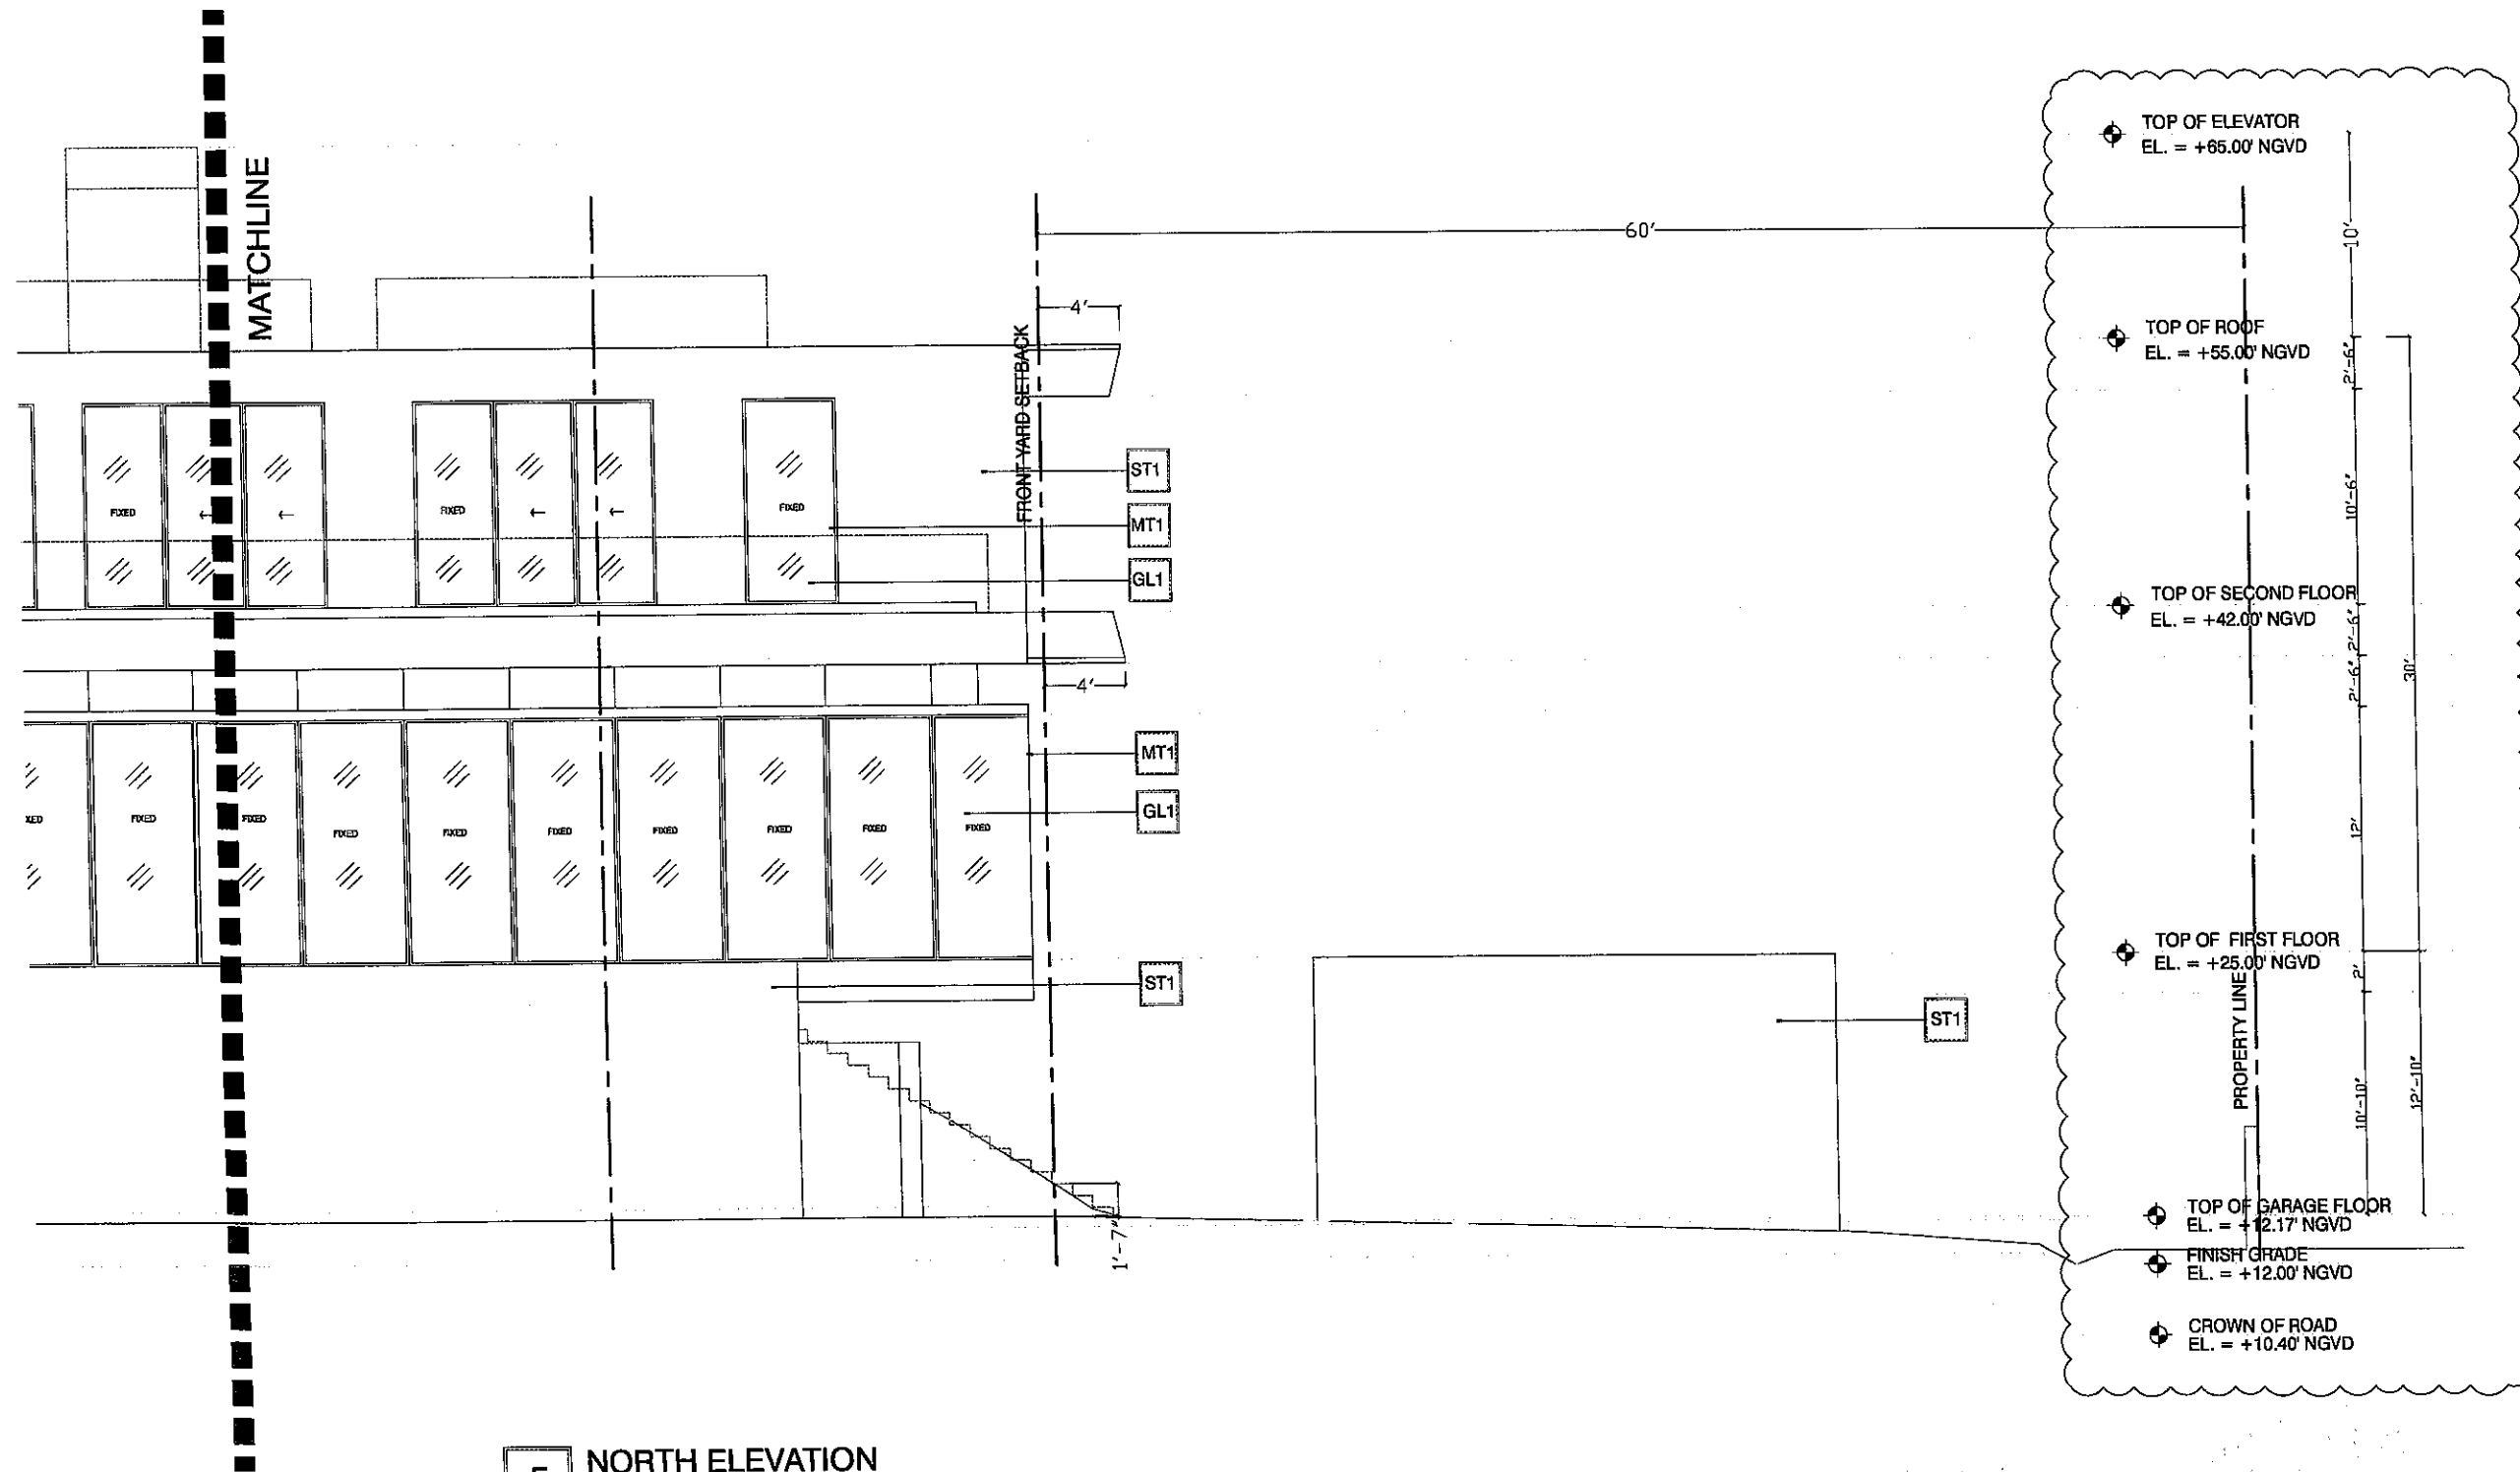 MATCHLINE
60'
4'
FRONT YARD SETBACK
ST1
MT1
GL1
FIXED
←
←
FIXED
←
←
FIXED
4'
MT1
GL1
XED
FIXED
FIXED
FIXED
FIXED
FIXED
FIXED
FIXED
FIXED
FIXED
ST1
ST1
1'-7"
TOP OF ELEVATOR
EL. = +65.00' NGVD
10'
TOP OF ROOF
EL. = +55.00' NGVD
2'-6"
10'-6"
TOP OF SECOND FLOOR
EL. = +42.00' NGVD
2'-6"
2'-6"
30'
12'
TOP OF FIRST FLOOR
EL. = +25.00' NGVD
2'
PROPERTY LINE
10'-10"
12'-10"
TOP OF GARAGE FLOOR
EL. = +12.17' NGVD
FINISH GRADE
EL. = +12.00' NGVD
CROWN OF ROAD
EL. = +10.40' NGVD
NORTH ELEVATION